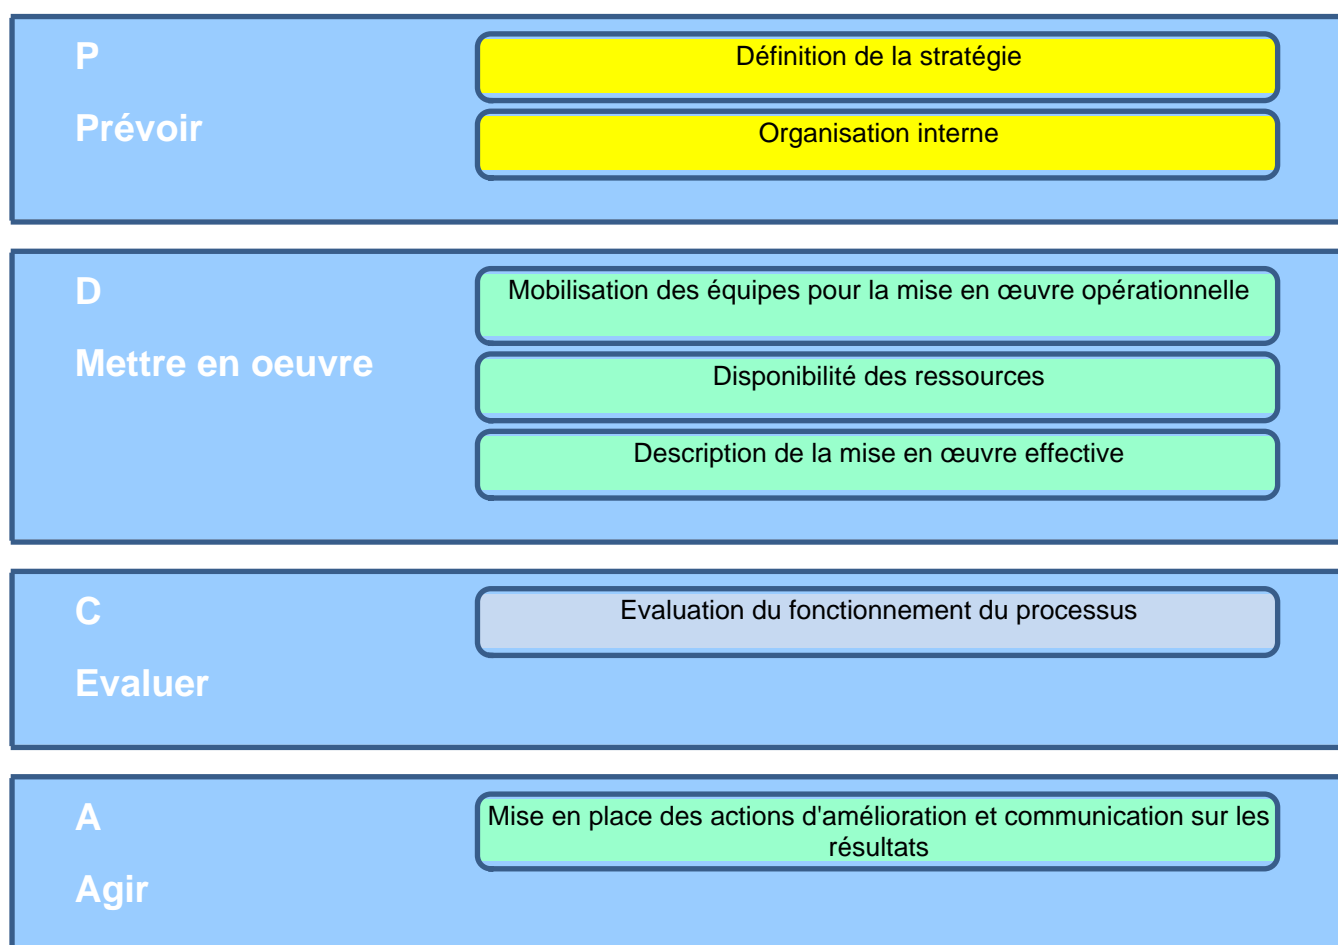 P
Prévoir
Définition de la stratégie
Organisation interne
D
Mettre en oeuvre
Mobilisation des équipes pour la mise en œuvre opérationnelle
Disponibilité des ressources
Description de la mise en œuvre effective
C
Evaluer
Evaluation du fonctionnement du processus
A
Agir
Mise en place des actions d'amélioration et communication sur les
résultats